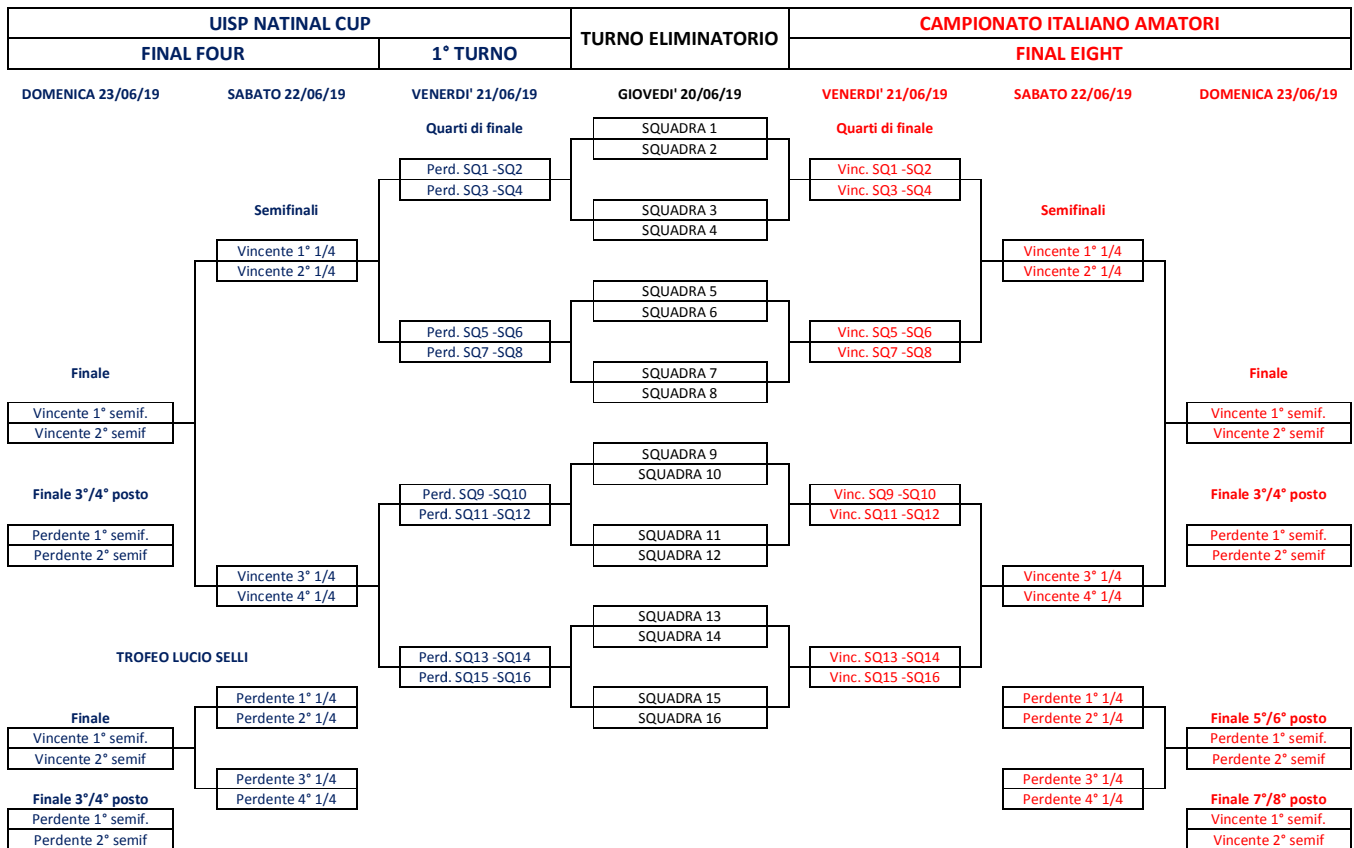 UISP NATINAL CUP
TURNO ELIMINATORIO
CAMPIONATO ITALIANO AMATORI
FINAL FOUR
1° TURNO
FINAL EIGHT
DOMENICA 23/06/19
SABATO 22/06/19
VENERDI' 21/06/19
GIOVEDI' 20/06/19
VENERDI' 21/06/19
SABATO 22/06/19
DOMENICA 23/06/19
Quarti di finale
SQUADRA 1
Quarti di finale
SQUADRA 2
Perd. SQ1 -SQ2
Vinc. SQ1 -SQ2
Perd. SQ3 -SQ4
Vinc. SQ3 -SQ4
Semifinali
SQUADRA 3
Semifinali
SQUADRA 4
Vincente 1° 1/4
Vincente 1° 1/4
Vincente 2° 1/4
Vincente 2° 1/4
SQUADRA 5
SQUADRA 6
Perd. SQ5 -SQ6
Vinc. SQ5 -SQ6
Perd. SQ7 -SQ8
Vinc. SQ7 -SQ8
Finale
SQUADRA 7
Finale
SQUADRA 8
Vincente 1° semif.
Vincente 1° semif.
Vincente 2° semif
Vincente 2° semif
SQUADRA 9
SQUADRA 10
Finale 3°/4° posto
Perd. SQ9 -SQ10
Vinc. SQ9 -SQ10
Finale 3°/4° posto
Perd. SQ11 -SQ12
Vinc. SQ11 -SQ12
Perdente 1° semif.
SQUADRA 11
Perdente 1° semif.
Perdente 2° semif
SQUADRA 12
Perdente 2° semif
Vincente 3° 1/4
Vincente 3° 1/4
Vincente 4° 1/4
Vincente 4° 1/4
SQUADRA 13
SQUADRA 14
TROFEO LUCIO SELLI
Perd. SQ13 -SQ14
Vinc. SQ13 -SQ14
Perd. SQ15 -SQ16
Vinc. SQ15 -SQ16
Perdente 1° 1/4
SQUADRA 15
Perdente 1° 1/4
Finale
Perdente 2° 1/4
SQUADRA 16
Perdente 2° 1/4
Finale 5°/6° posto
Vincente 1° semif.
Perdente 1° semif.
Vincente 2° semif
Perdente 2° semif
Perdente 3° 1/4
Perdente 3° 1/4
Finale 3°/4° posto
Perdente 4° 1/4
Perdente 4° 1/4
Finale 7°/8° posto
Perdente 1° semif.
Vincente 1° semif.
Perdente 2° semif
Vincente 2° semif